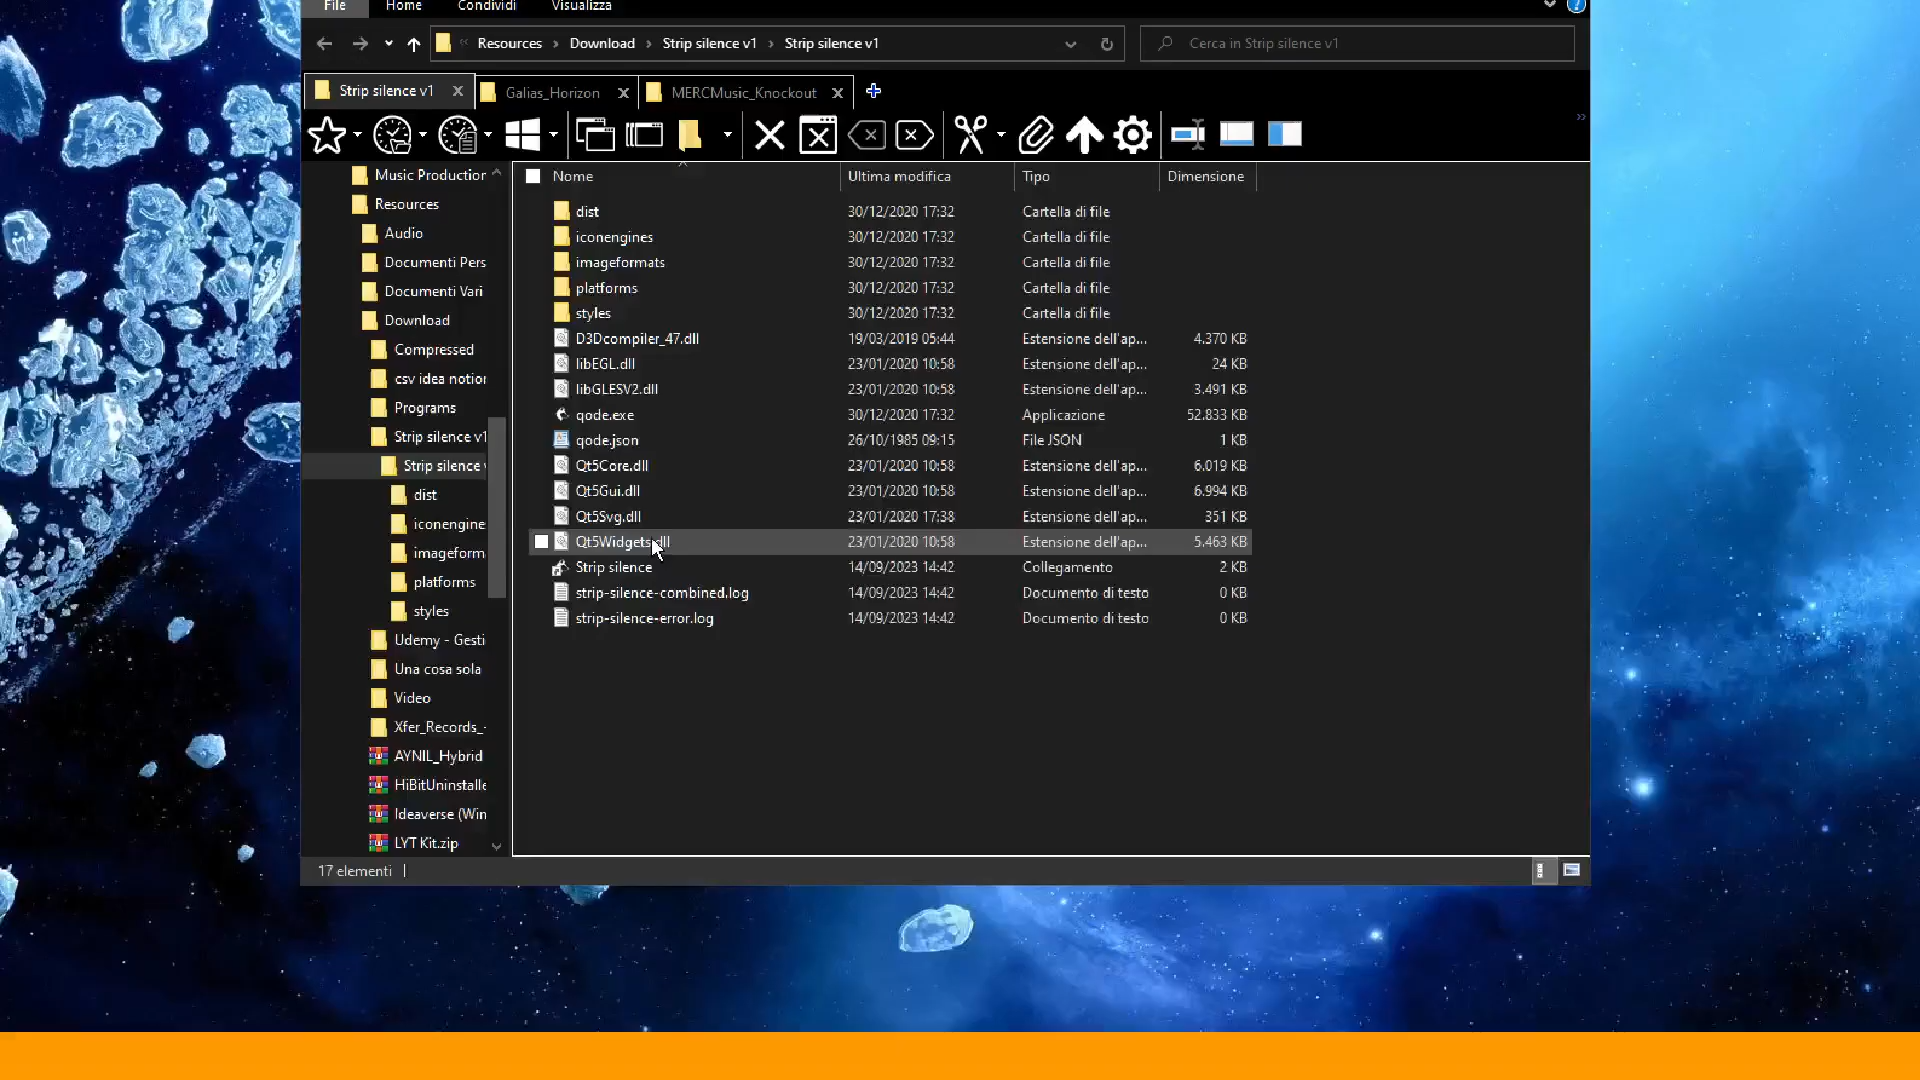 File Home Condividi Visualizza
Resources Download Strip silence v1 Strip silence v1 Cerca in Strip silence v1
Strip silence v1 Galias_Horizon MERCMusic_Knockout
Music Production
Resources
Audio
Documenti Pers
Documenti Vari
Download
Compressed
csv idea notion
Programs
Strip silence v1
Strip silence v
dist
iconengine
imageform
platforms
styles
Udemy - Gesti
Una cosa sola
Video
Xfer_Records_-
AYNIL_Hybrid
HiBitUninstalle
Ideaverse (Win
LYT Kit.zip
Nome Ultima modifica Tipo Dimensione
dist 30/12/2020 17:32 Cartella di file
iconengines 30/12/2020 17:32 Cartella di file
imageformats 30/12/2020 17:32 Cartella di file
platforms 30/12/2020 17:32 Cartella di file
styles 30/12/2020 17:32 Cartella di file
D3Dcompiler_47.dll 19/03/2019 05:44 Estensione dell'ap... 4.370 KB
libEGL.dll 23/01/2020 10:58 Estensione dell'ap... 24 KB
libGLESV2.dll 23/01/2020 10:58 Estensione dell'ap... 3.491 KB
qode.exe 30/12/2020 17:32 Applicazione 52.833 KB
qode.json 26/10/1985 09:15 File JSON 1 KB
Qt5Core.dll 23/01/2020 10:58 Estensione dell'ap... 6.019 KB
Qt5Gui.dll 23/01/2020 10:58 Estensione dell'ap... 6.994 KB
Qt5Svg.dll 23/01/2020 17:38 Estensione dell'ap... 351 KB
Qt5Widgets.dll 23/01/2020 10:58 Estensione dell'ap... 5.463 KB
Strip silence 14/09/2023 14:42 Collegamento 2 KB
strip-silence-combined.log 14/09/2023 14:42 Documento di testo 0 KB
strip-silence-error.log 14/09/2023 14:42 Documento di testo 0 KB
17 elementi